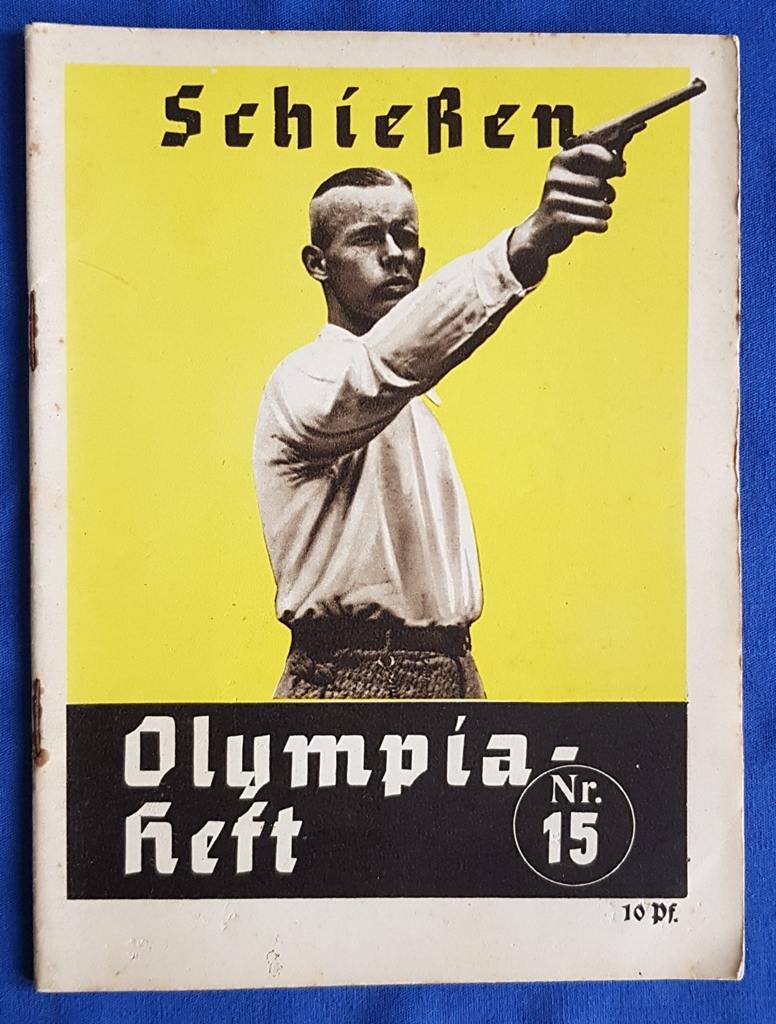 Schießen
Olympia-
Heft
Nr.
15
10 Pf.